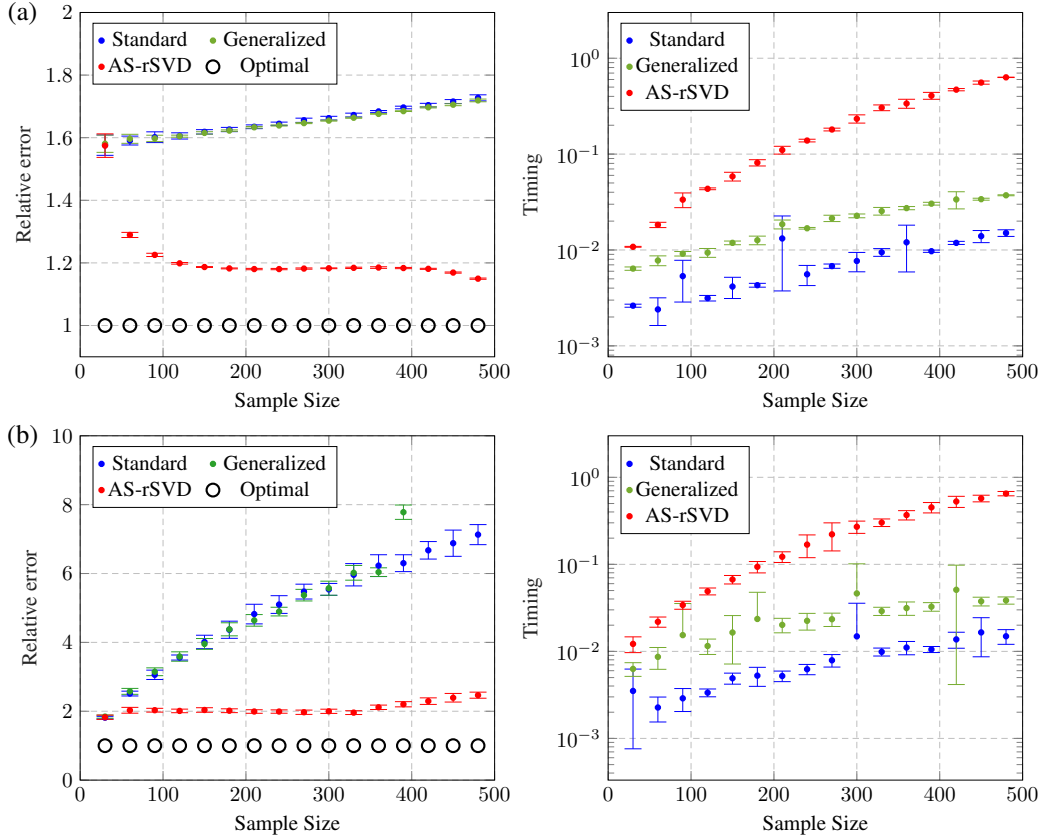 (a)
2
1.8
1.6
1.4
1.2
1
Relative error
Standard
Generalized
AS-rSVD
Optimal
0 100 200 300 400 500
Sample Size
10^0
10^−1
10^−2
10^−3
Timing
Standard
Generalized
AS-rSVD
0 100 200 300 400 500
Sample Size
(b)
10
8
6
4
2
0
Relative error
Standard
Generalized
AS-rSVD
Optimal
0 100 200 300 400 500
Sample Size
10^0
10^−1
10^−2
10^−3
Timing
Standard
Generalized
AS-rSVD
0 100 200 300 400 500
Sample Size